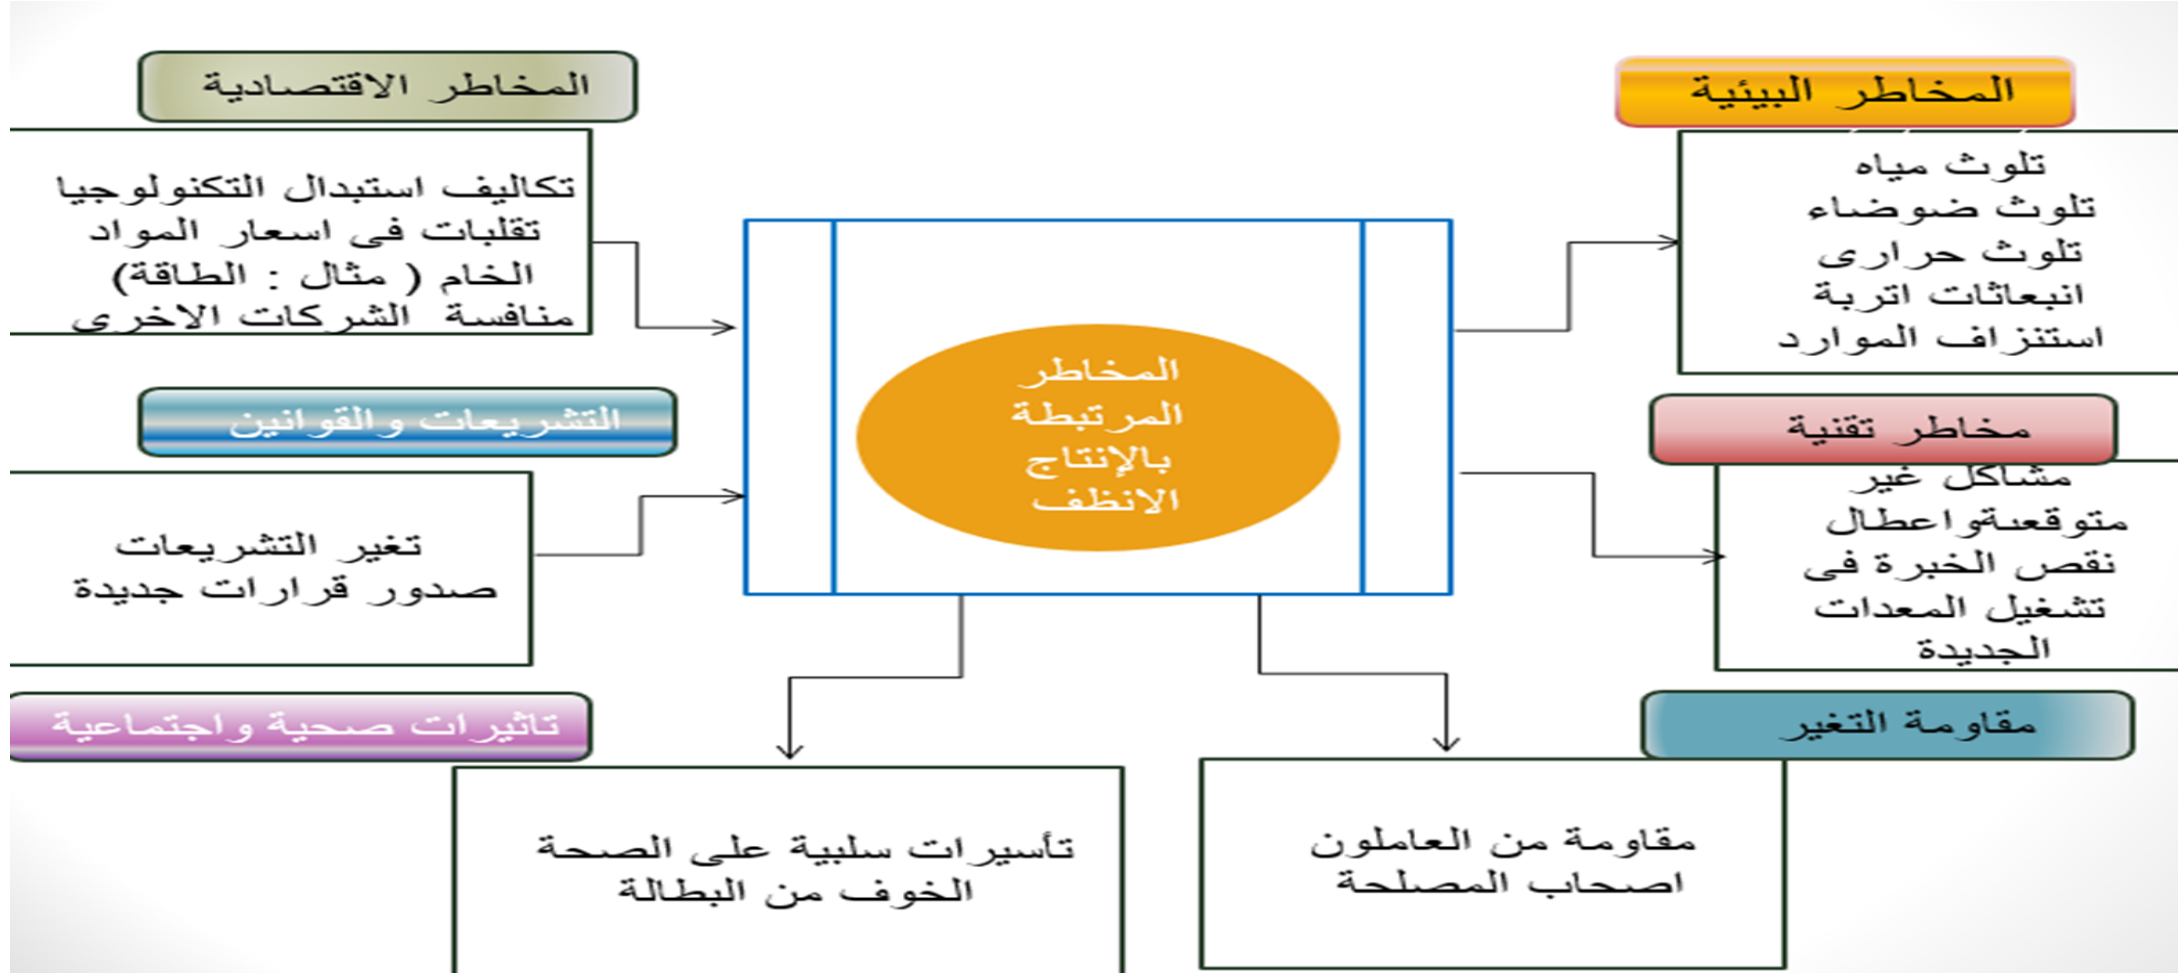 المخاطر البيئية
تلوث مياه
تلوث ضوضاء
تلوث حرارى
انبعاثات اتربة
استنزاف الموارد
المخاطر الاقتصادية
تكاليف استبدال التكنولوجيا
تقلبات فى اسعار المواد
الخام ( مثال : الطاقة)
منافسة الشركات الاخرى
المخاطر
المرتبطة
بالإنتاج
الانظف
مخاطر تقنية
مشاكل غير
متوقعة واعطال
نقص الخبرة فى
تشغيل المعدات
الجديدة
التشريعات والقوانين
تغير التشريعات
صدور قرارات جديدة
مقاومة التغير
مقاومة من العاملون
اصحاب المصلحة
تاثيرات صحية واجتماعية
تأسيرات سلبية على الصحة
الخوف من البطالة